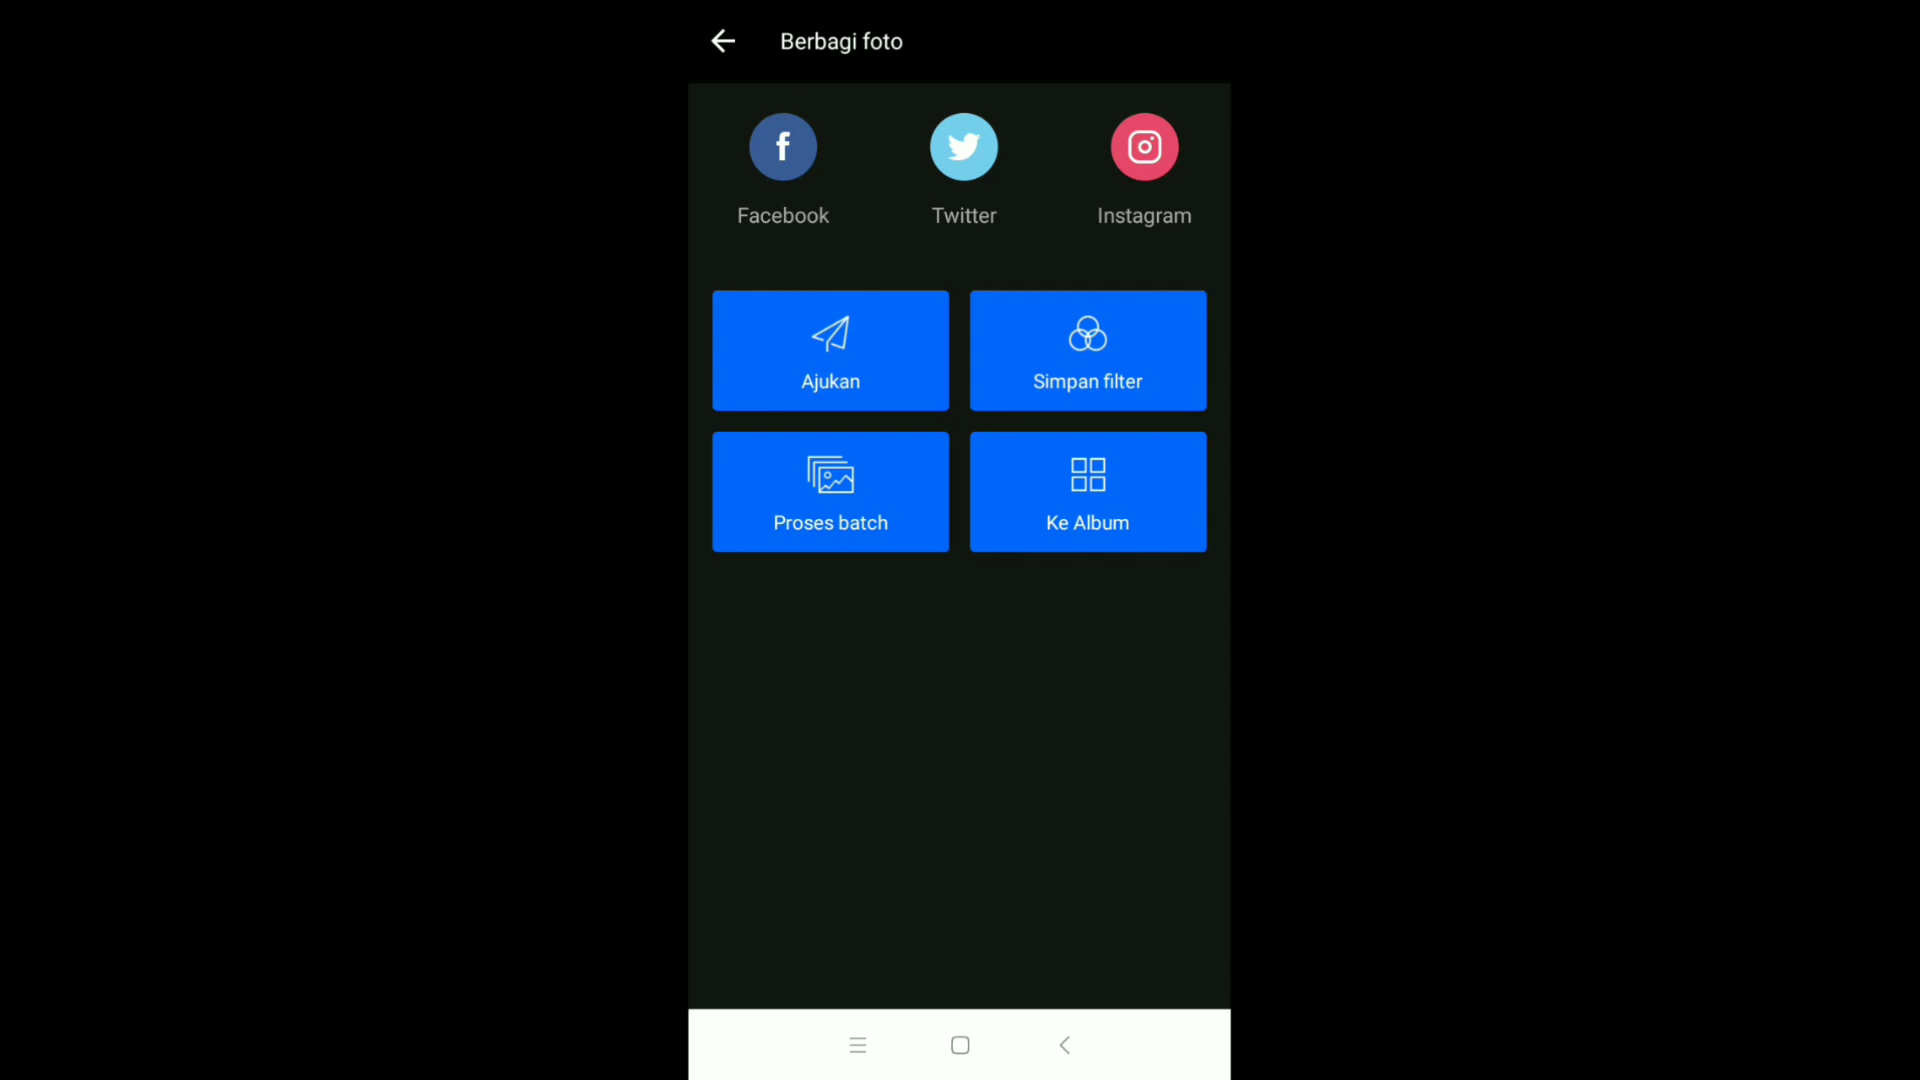 Berbagi foto
Facebook
Twitter
Instagram
Ajukan
Simpan filter
Proses batch
Ke Album